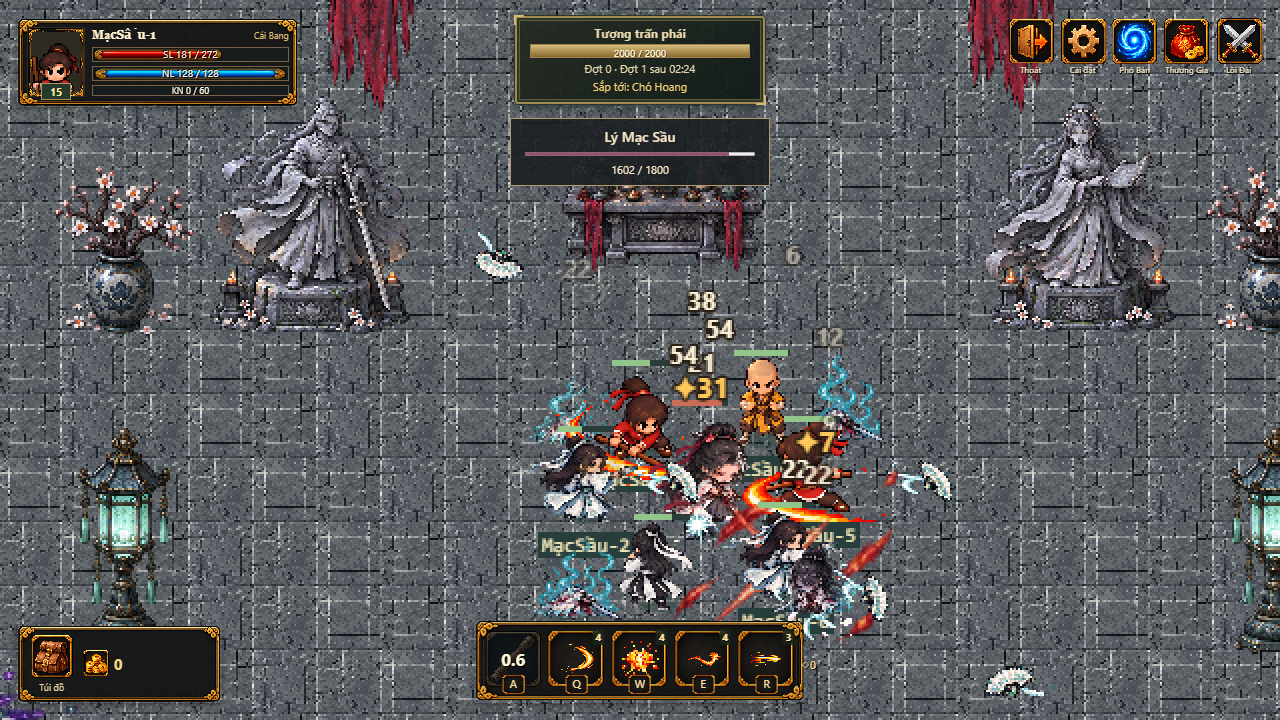 MạcSầu-1
Cái Bang
SL 181 / 272
NL 128 / 128
KN 0 / 60
15
Tượng trấn phái
2000 / 2000
Đợt 0 · Đợt 1 sau 02:24
Sắp tới: Chó Hoang
Lý Mạc Sầu
1602 / 1800
Thoát
Cài đặt
Phó Bản
Thương Gia
Lôi Đài
6
22
38
54
12
54
31
7
22
22
MạcSầu-2
ầu-5
Túi đồ
0
0.6
4
4
4
3
A
Q
W
E
R
0